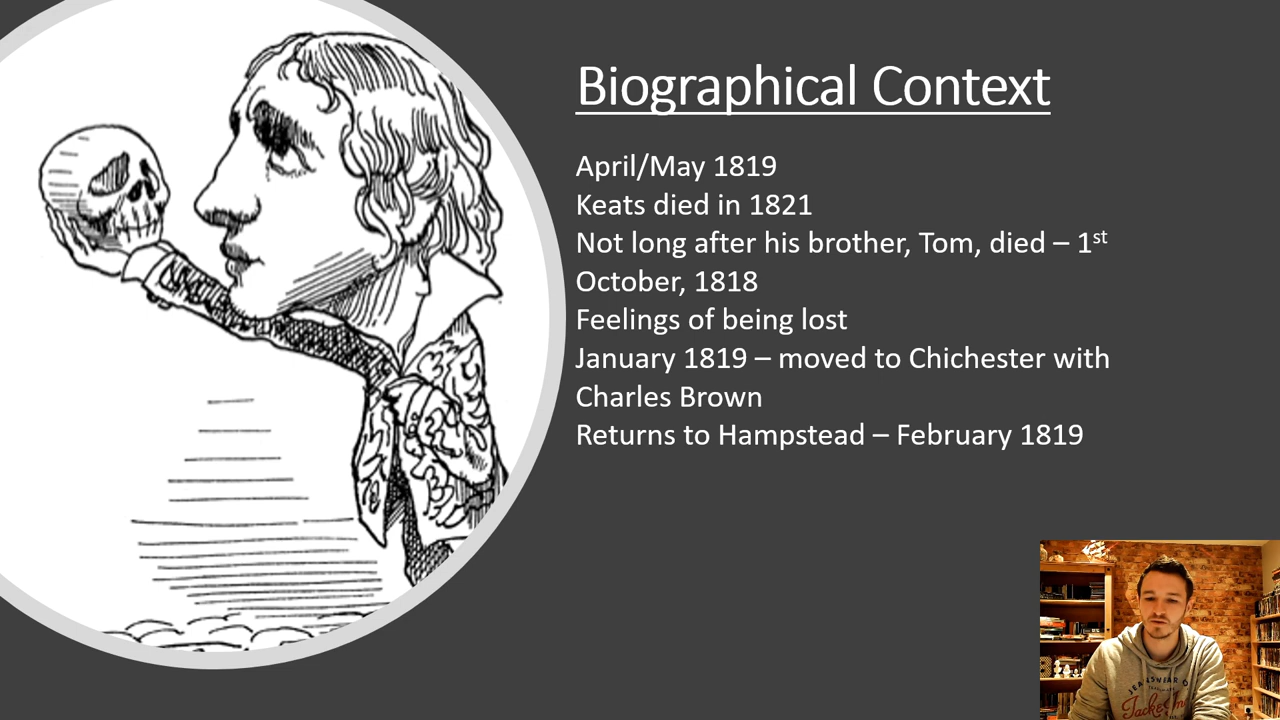 Biographical Context
April/May 1819
Keats died in 1821
Not long after his brother, Tom, died – 1st
October, 1818
Feelings of being lost
January 1819 – moved to Chichester with
Charles Brown
Returns to Hampstead – February 1819